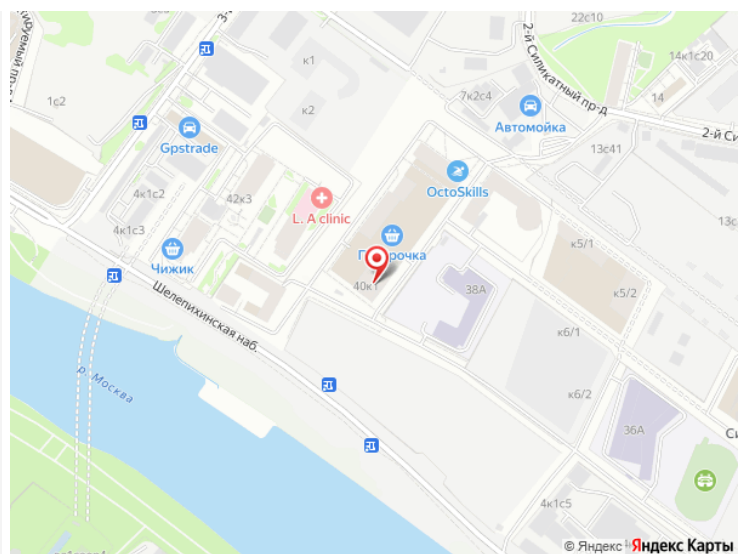 22с10
14к1с20
к1
2-й Силикатный пр-д
7к2с4
14
1с2
к2
Автомойка
2-й Си
Gpstrade
13с41
OctoSkills
4к1с2
42к3
L. A clinic
4к1с3
Чижик
к5/1
40к1
38А
к5/2
Шелепихинская наб.
к6/1
р. Москва
к6/2
36А
Си
4к1с5
© Яндекс Яндекс Карты